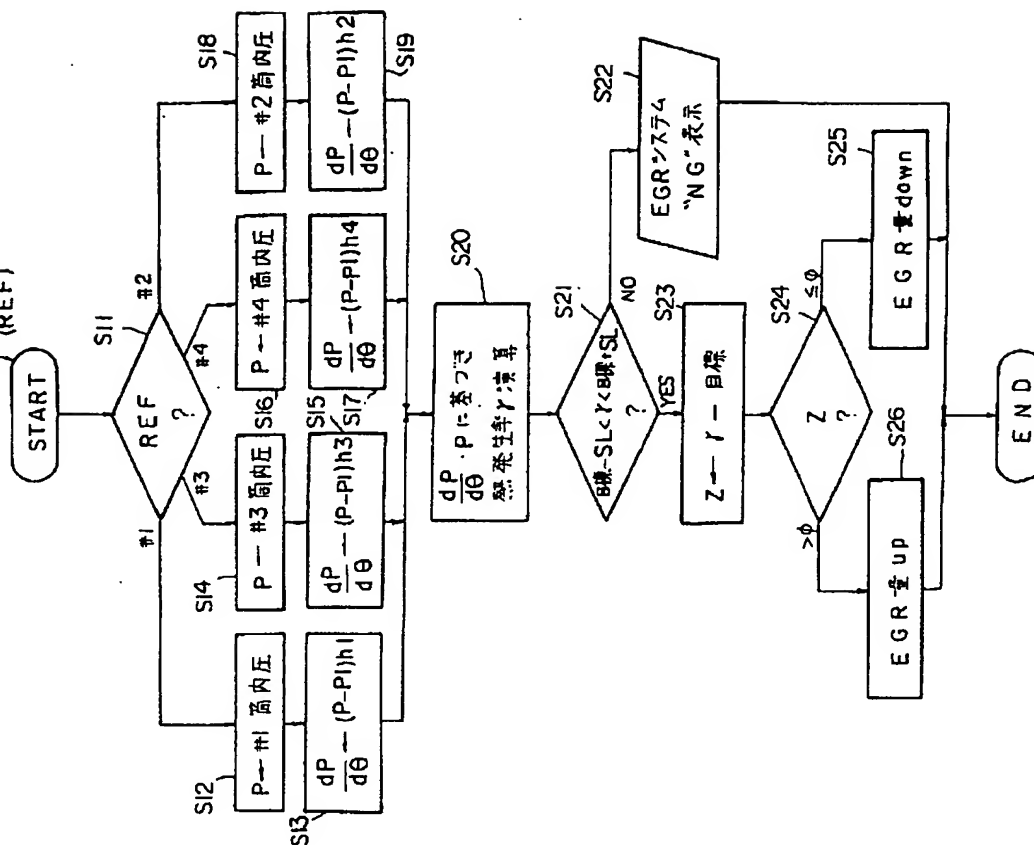 (REF)
START
S11
REF
?
#1
#3
#4
#2
S12
P← #1 筒内圧
S14
P← #3 筒内圧
S16
P← #4 筒内圧
S18
P← #2 筒内圧
S13
dP/dθ ← (P-P1)h1
S15
dP/dθ ← (P-P1)h3
S17
dP/dθ ← (P-P1)h4
S19
dP/dθ ← (P-P1)h2
S20
dP/dθ・Pに基づき
熱発生率γ演算
S21
目標-SL<γ<目標+SL
?
NO
YES
S22
EGRシステム
"NG"表示
S23
Z← γ - 目標
S24
Z
?
>φ
≦φ
S26
EGR量up
S25
EGR量down
END